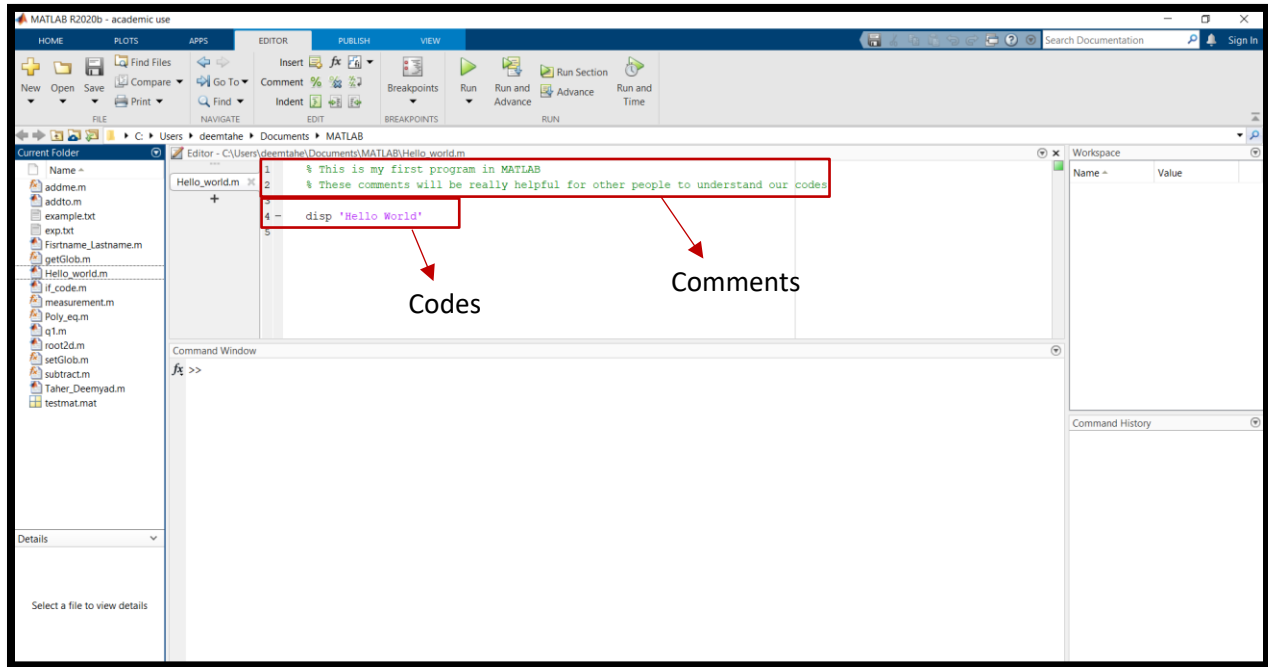 MATLAB R2020b - academic use
HOME PLOTS APPS EDITOR PUBLISH VIEW
Search Documentation Sign In
New Open Save Find Files Compare Print
FILE
Go To Find
NAVIGATE
Insert fx
Comment %
Indent
EDIT
Breakpoints
BREAKPOINTS
Run Run and Advance Run Section Advance Run and Time
RUN
C: Users deemtahe Documents MATLAB
Current Folder
Name
addme.m
addto.m
example.txt
exp.txt
Fisrtname_Lastname.m
getGlob.m
Hello_world.m
if_code.m
measurement.m
Poly_eq.m
q1.m
root2d.m
setGlob.m
subtract.m
Taher_Deemyad.m
testmat.mat
Details
Select a file to view details
Editor - C:\Users\deemtahe\Documents\MATLAB\Hello_world.m
Hello_world.m
+
1 % This is my first program in MATLAB
2 % These comments will be really helpful for other people to understand our codes
3
4 - disp 'Hello World'
5
Codes
Comments
Command Window
fx >>
Workspace
Name Value
Command History